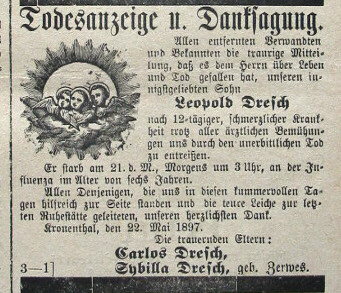 Todesanzeige u. Danksagung.
Allen entfernten Verwandten
und Bekannten die traurige Mittei-
lung, daß es dem Herrn über Leben
und Tod gefallen hat, unseren in-
nigstgeliebten Sohn
Leopold Dresch
nach 12-tägiger, schmerzlicher Krank-
heit trotz aller ärztlichen Bemühun-
gen uns durch den unerbittlichen Tod
zu entreißen.
Er starb am 21. d. M., Morgens um 3 Uhr, an der In-
fluenza im Alter von sechs Jahren.
Allen Denjenigen, die uns in diesen kummervollen Ta-
gen hilfreich zur Seite standen und die teure Leiche zur letz-
ten Ruhestätte geleiteten, unseren herzlichsten Dank.
Kronenthal, den 22. Mai 1897.
Die trauernden Eltern:
Carlos Dresch,
3—1] Sybilla Dresch, geb. Zerwes.